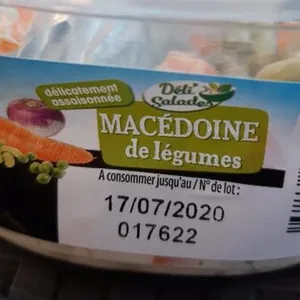 délicatement
assaisonnée
Déli'
Salades
MACÉDOINE
de légumes
A consommer jusqu'au / N° de lot :
17/07/2020
017622